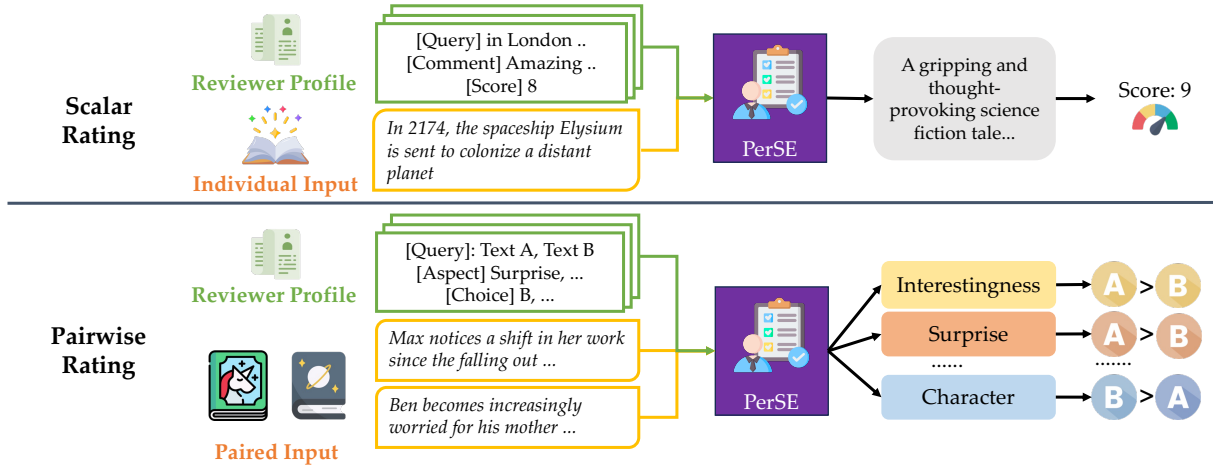 Scalar
Rating
Reviewer Profile
Individual Input
[Query] in London ..
[Comment] Amazing ..
[Score] 8
In 2174, the spaceship Elysium
is sent to colonize a distant
planet
PerSE
A gripping and
thought-
provoking science
fiction tale...
Score: 9
Pairwise
Rating
Reviewer Profile
Paired Input
[Query]: Text A, Text B
[Aspect] Surprise, ...
[Choice] B, ...
Max notices a shift in her work
since the falling out ...
Ben becomes increasingly
worried for his mother ...
PerSE
Interestingness
A > B
Surprise
A > B
......
.......
Character
B > A